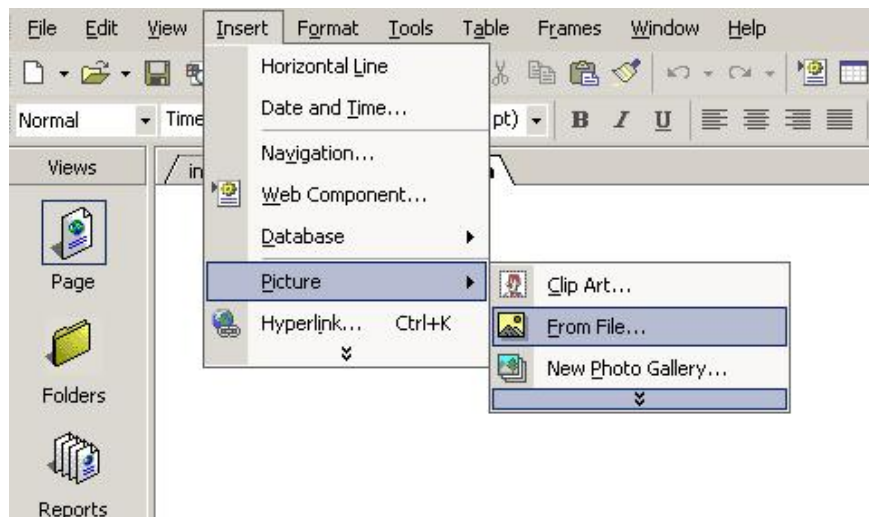 File Edit View Insert Format Tools Table Frames Window Help
Horizontal Line
Date and Time...
Normal Time pt) B I U
Navigation...
Views in
Web Component...
Database
Page Picture Clip Art...
Hyperlink... Ctrl+K From File...
New Photo Gallery...
Folders
Reports